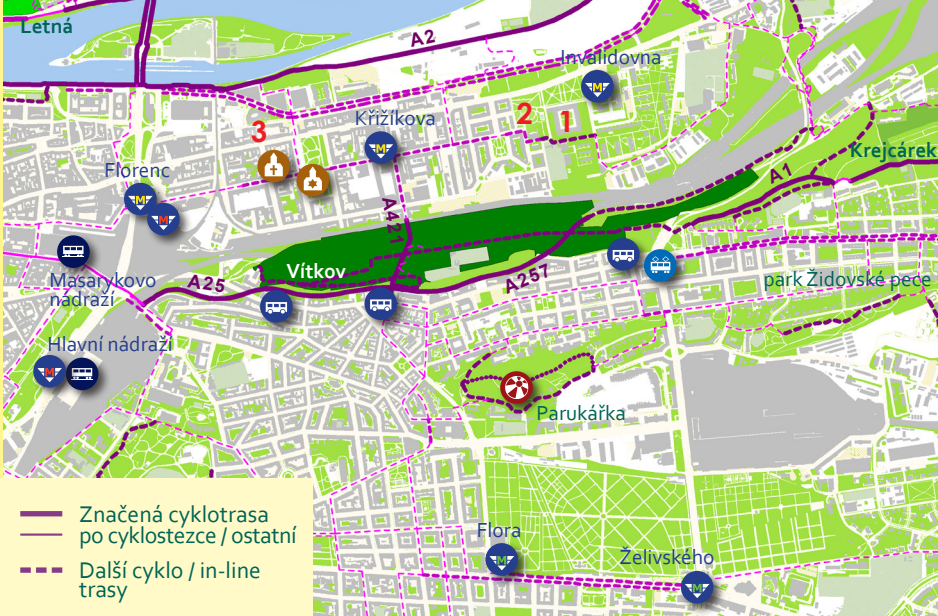 Letná
A2
Invalidovna
M
2
1
3
Křižíkova
M
Krejcárek
Florenc
M
M
A1
A421
Masarykovo
nádraží
A25
Vítkov
A257
park Židovské pece
Hlavní nádraží
M
Parukářka
Flora
M
Želivského
M
Značená cyklotrasa
po cyklostezce / ostatní
Další cyklo / in-line
trasy